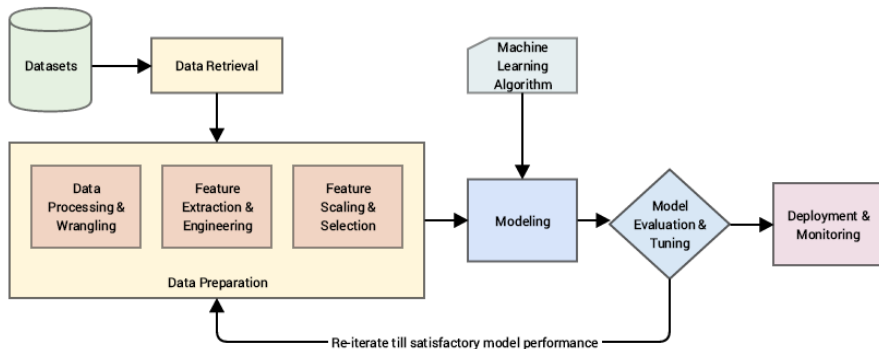 Datasets
Data Retrieval
Machine
Learning
Algorithm
Data
Processing &
Wrangling
Feature
Extraction &
Engineering
Feature
Scaling &
Selection
Data Preparation
Modeling
Model
Evaluation &
Tuning
Deployment &
Monitoring
Re-iterate till satisfactory model performance